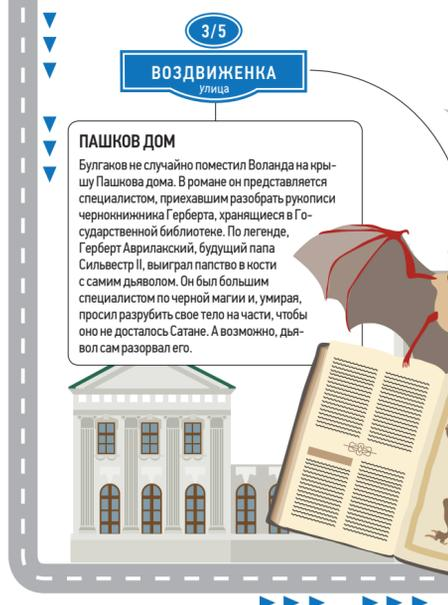 3/5
ВОЗДВИЖЕНКА
улица
ПАШКОВ ДОМ
Булгаков не случайно поместил Воланда на кры-
шу Пашкова дома. В романе он представляется
специалистом, приехавшим разобрать рукописи
чернокнижника Герберта, хранящиеся в Го-
сударственной библиотеке. По легенде,
Герберт Аврилакский, будущий папа
Сильвестр II, выиграл папство в кости
с самим дьяволом. Он был большим
специалистом по черной магии и, умирая,
просил разрубить свое тело на части, чтобы
оно не досталось Сатане. А возможно, дья-
вол сам разорвал его.